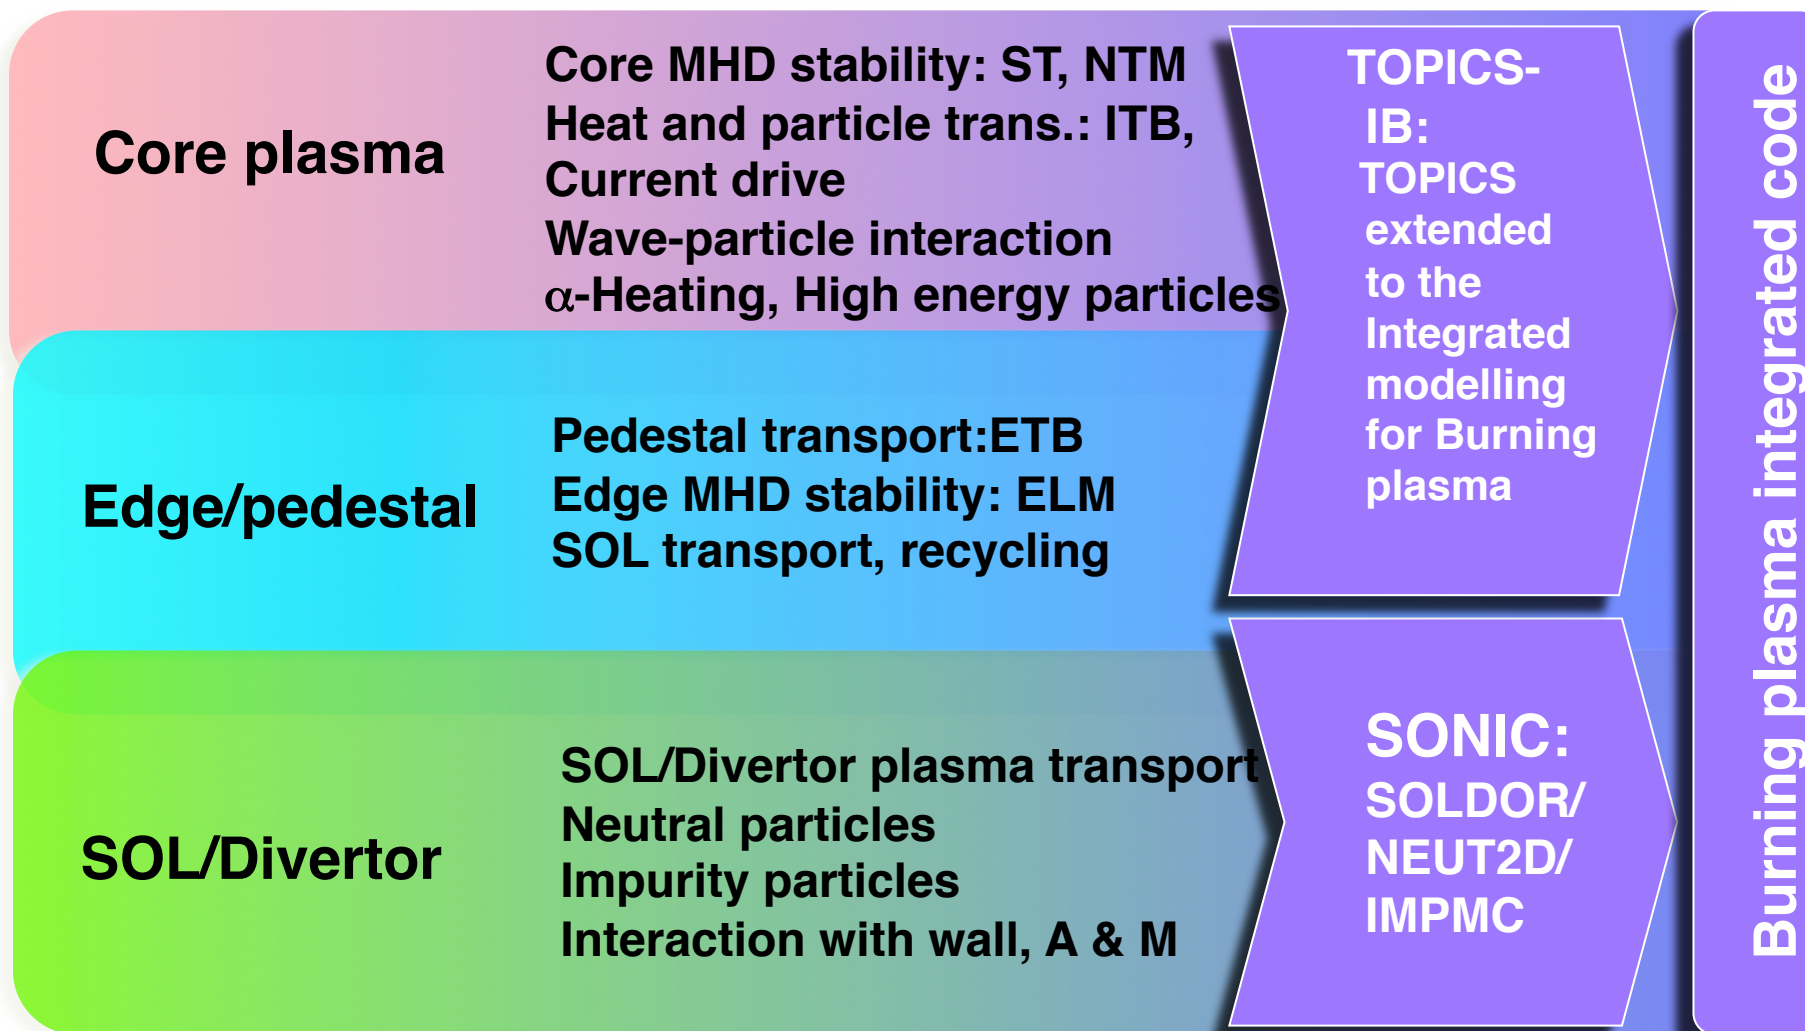 Core plasma
Core MHD stability: ST, NTM
Heat and particle trans.: ITB,
Current drive
Wave-particle interaction
α-Heating, High energy particles
Edge/pedestal
Pedestal transport:ETB
Edge MHD stability: ELM
SOL transport, recycling
SOL/Divertor
SOL/Divertor plasma transport
Neutral particles
Impurity particles
Interaction with wall, A & M
TOPICS-
IB:
TOPICS
extended
to the
Integrated
modelling
for Burning
plasma
SONIC:
SOLDOR/
NEUT2D/
IMPMC
Burning plasma integrated code